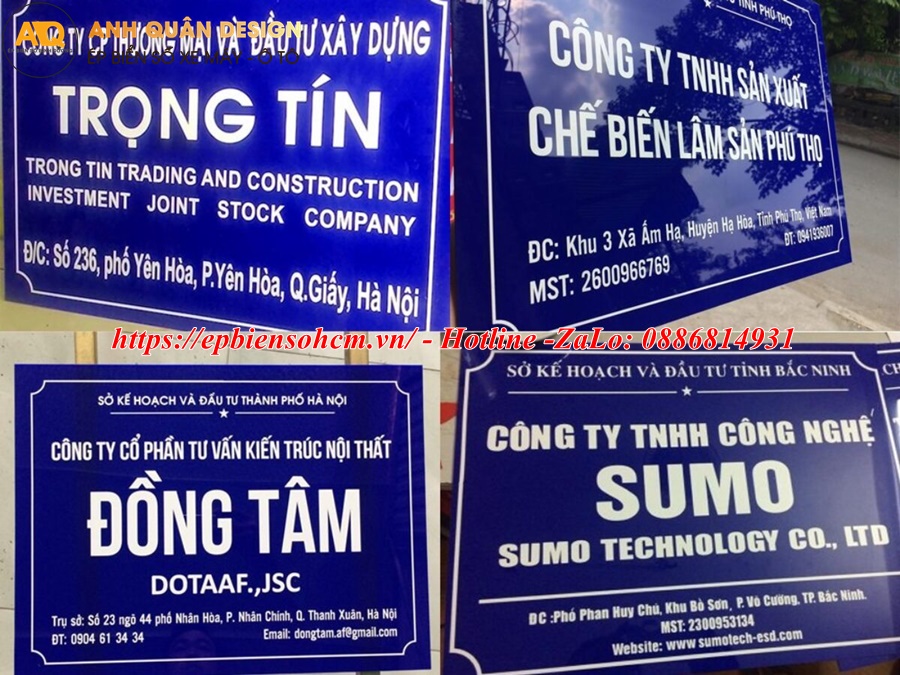 ANH QUÂN DESIGN
ÉP BIỂN SỐ XE MÁY - Ô TÔ
CÔNG TY CP THƯƠNG MẠI VÀ ĐẦU TƯ XÂY DỰNG
TRỌNG TÍN
TRONG TIN TRADING AND CONSTRUCTION
INVESTMENT JOINT STOCK COMPANY
Đ/C: Số 236, phố Yên Hòa, P.Yên Hòa, Q.Giấy, Hà Nội
TỈNH PHÚ THỌ
CÔNG TY TNHH SẢN XUẤT
CHẾ BIẾN LÂM SẢN PHÚ THỌ
ĐC: Khu 3 Xã Ấm Hạ, Huyện Hạ Hòa, Tỉnh Phú Thọ, Việt Nam
MST: 2600966769
ĐT: 0941936007
https://epbiensohcm.vn/ - Hotline -ZaLo: 0886814931
SỞ KẾ HOẠCH VÀ ĐẦU TƯ THÀNH PHỐ HÀ NỘI
CÔNG TY CỔ PHẦN TƯ VẤN KIẾN TRÚC NỘI THẤT
ĐỒNG TÂM
DOTAAF.,JSC
Trụ sở: Số 23 ngõ 44 phố Nhân Hòa, P. Nhân Chính, Q. Thanh Xuân, Hà Nội
ĐT: 0904 61 34 34 Email: dongtam.af@gmail.com
SỞ KẾ HOẠCH VÀ ĐẦU TƯ TỈNH BẮC NINH
CÔNG TY TNHH CÔNG NGHỆ
SUMO
SUMO TECHNOLOGY CO., LTD
ĐC :Phó Phan Huy Chú, Khu Bồ Sơn, P. Võ Cường, TP. Bắc Ninh.
MST: 2300953134
Website: www.sumotech-esd.com